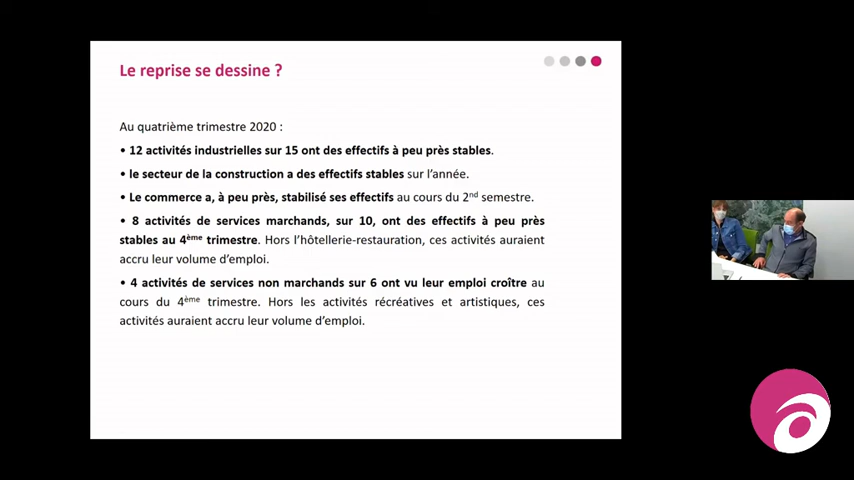 Le reprise se dessine ?
Au quatrième trimestre 2020 :
• 12 activités industrielles sur 15 ont des effectifs à peu près stables.
• le secteur de la construction a des effectifs stables sur l'année.
• Le commerce a, à peu près, stabilisé ses effectifs au cours du 2nd semestre.
• 8 activités de services marchands, sur 10, ont des effectifs à peu près
stables au 4ème trimestre. Hors l'hôtellerie-restauration, ces activités auraient
accru leur volume d'emploi.
• 4 activités de services non marchands sur 6 ont vu leur emploi croître au
cours du 4ème trimestre. Hors les activités récréatives et artistiques, ces
activités auraient accru leur volume d'emploi.